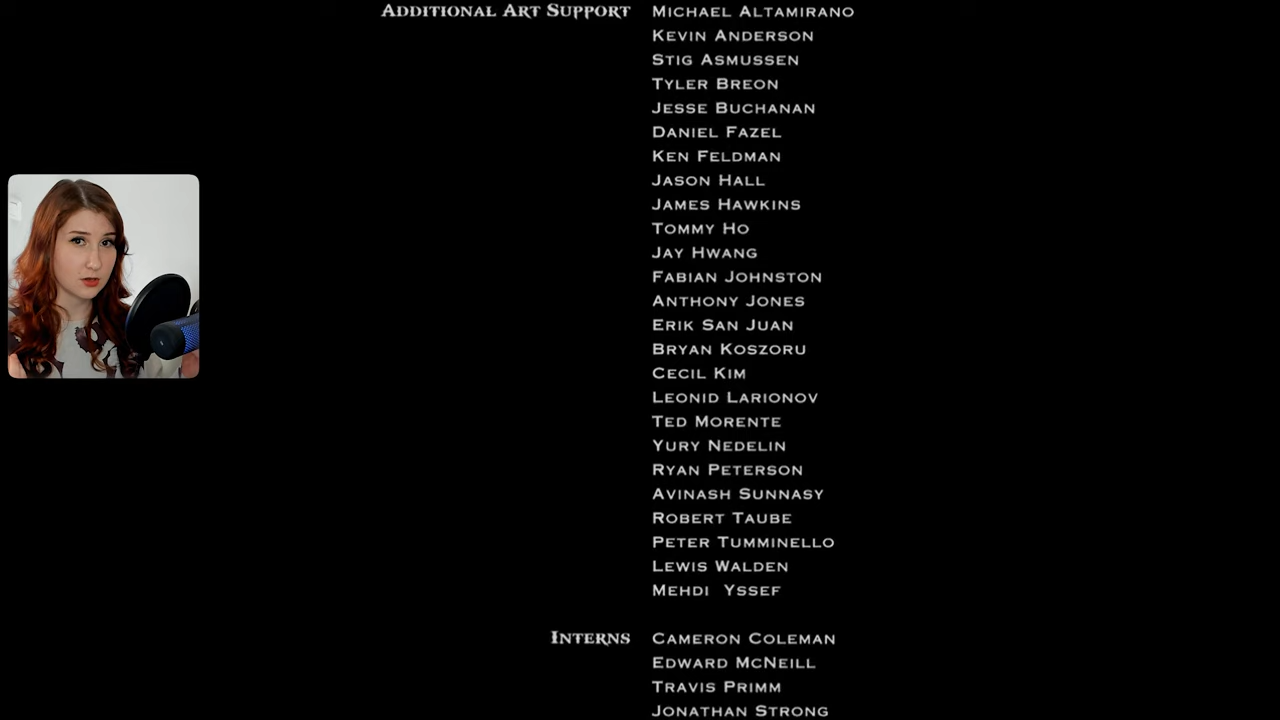 Additional Art Support Michael Altamirano
Kevin Anderson
Stig Asmussen
Tyler Breon
Jesse Buchanan
Daniel Fazel
Ken Feldman
Jason Hall
James Hawkins
Tommy Ho
Jay Hwang
Fabian Johnston
Anthony Jones
Erik San Juan
Bryan Koszoru
Cecil Kim
Leonid Larionov
Ted Morente
Yury Nedelin
Ryan Peterson
Avinash Sunnasy
Robert Taube
Peter Tumminello
Lewis Walden
Mehdi Yssef
Interns Cameron Coleman
Edward McNeill
Travis Primm
Jonathan Strong